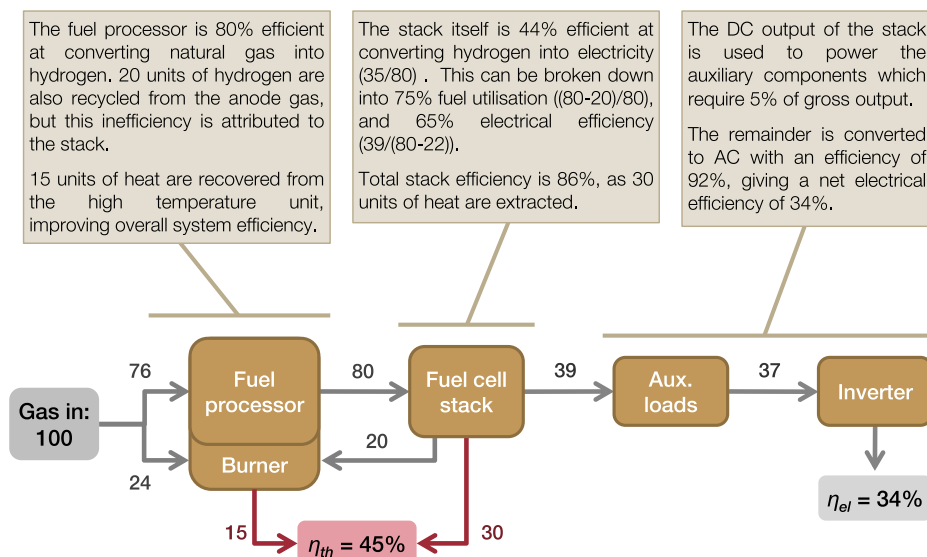 The fuel processor is 80% efficient
at converting natural gas into
hydrogen. 20 units of hydrogen are
also recycled from the anode gas,
but this inefficiency is attributed to
the stack.
15 units of heat are recovered from
the high temperature unit,
improving overall system efficiency.
The stack itself is 44% efficient at
converting hydrogen into electricity
(35/80) . This can be broken down
into 75% fuel utilisation ((80-20)/80),
and 65% electrical efficiency
(39/(80-22)).
Total stack efficiency is 86%, as 30
units of heat are extracted.
The DC output of the stack
is used to power the
auxiliary components which
require 5% of gross output.
The remainder is converted
to AC with an efficiency of
92%, giving a net electrical
efficiency of 34%.
Gas in:
100
76
24
Fuel
processor
Burner
80
20
Fuel cell
stack
39
Aux.
loads
37
Inverter
15
30
ηth = 45%
ηel = 34%